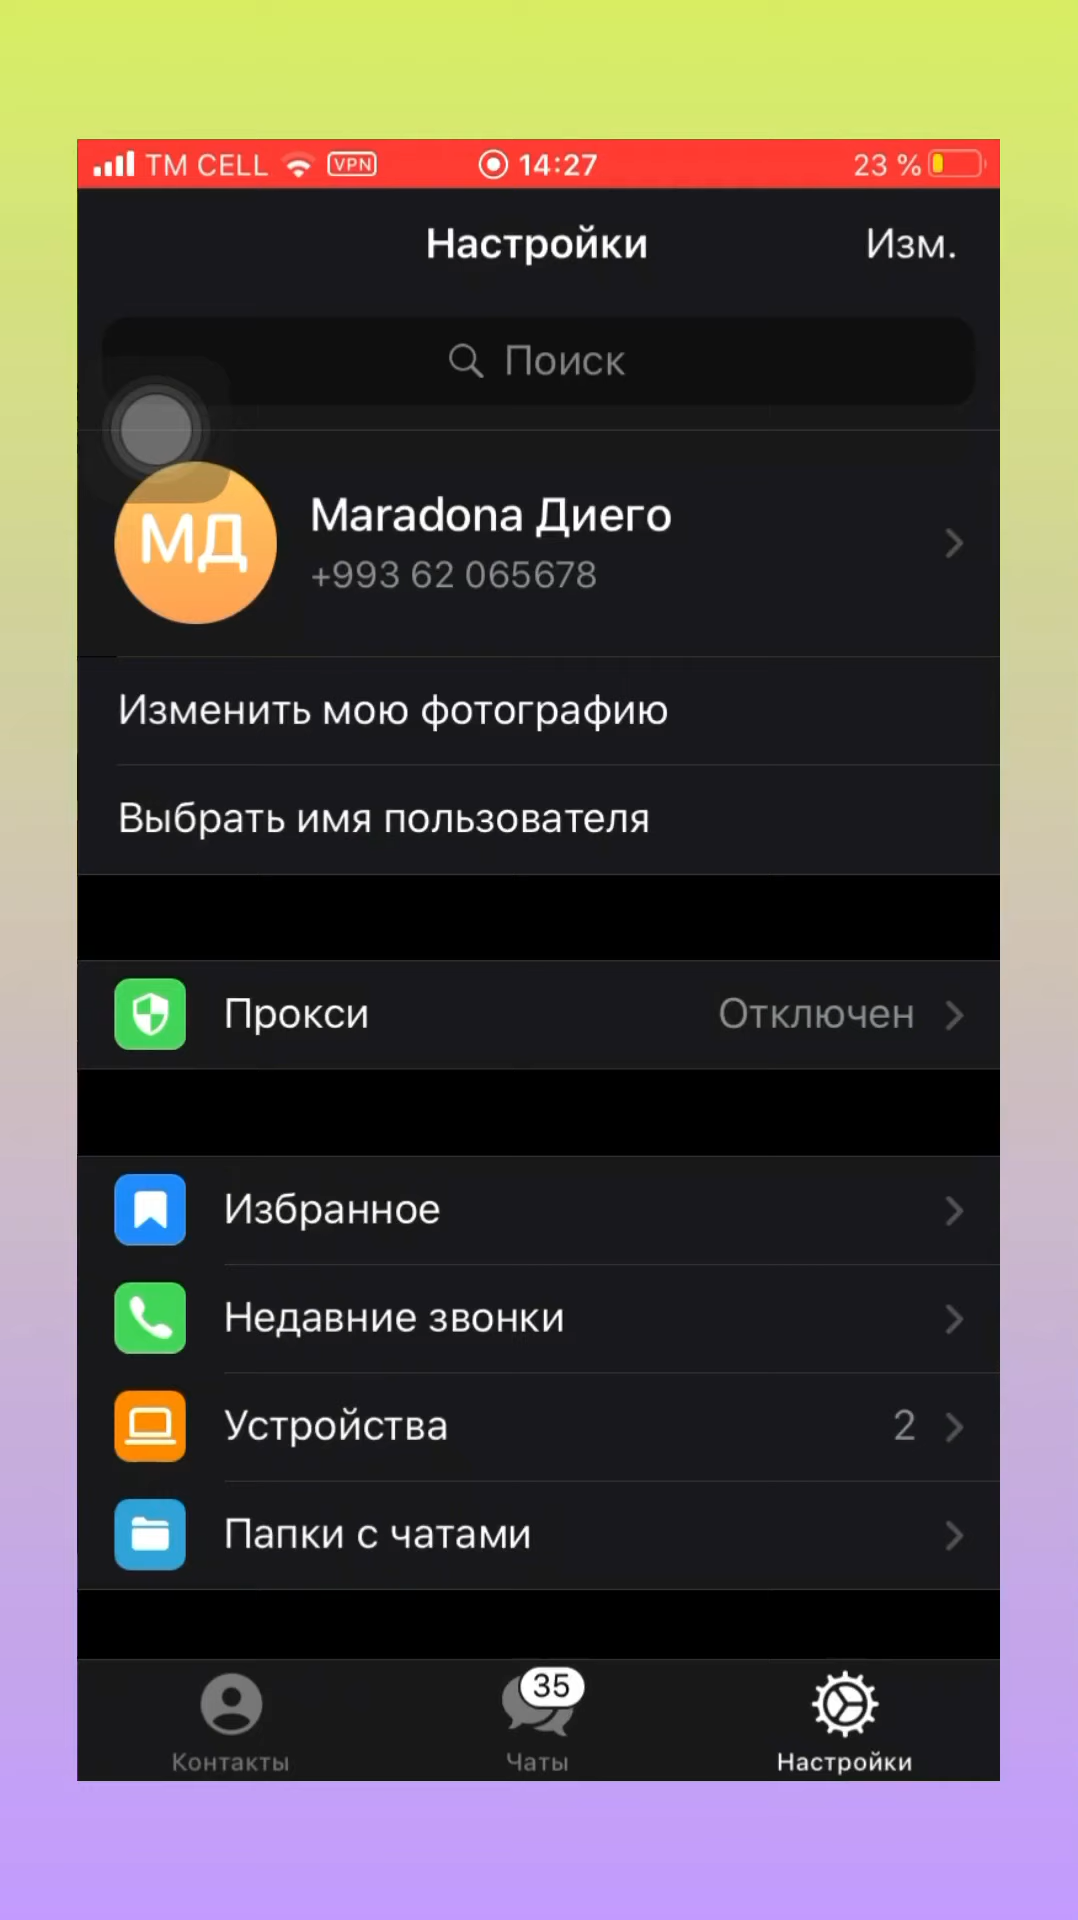 TM CELL VPN 14:27 23 %
Настройки Изм.
Поиск
МД
Maradona Диего
+993 62 065678
Изменить мою фотографию
Выбрать имя пользователя
Прокси Отключен
Избранное
Недавние звонки
Устройства 2
Папки с чатами
35
Контакты Чаты Настройки